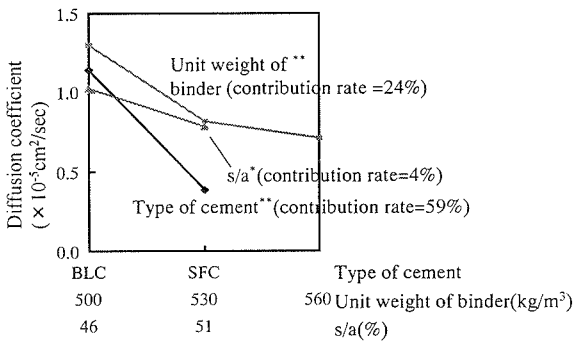 1.5
Unit weight of **
binder (contribution rate =24%)
1.0
Diffusion coefficient
(×10⁻⁵cm²/sec)
0.5
s/a*(contribution rate=4%)
Type of cement**(contribution rate=59%)
0.0
BLC SFC Type of cement
500 530 560 Unit weight of binder(kg/m³)
46 51 s/a(%)